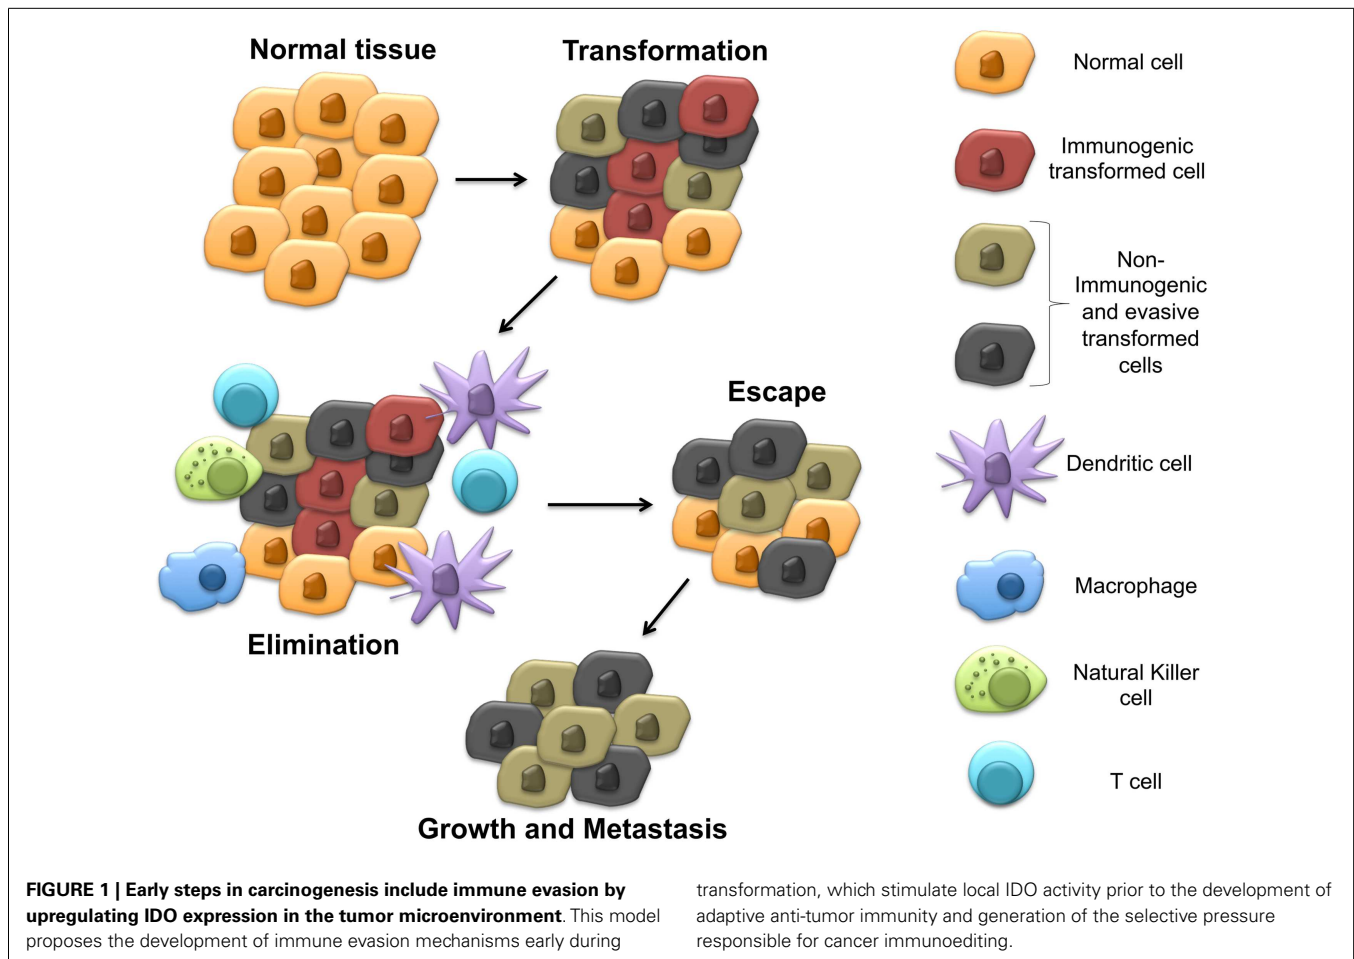 Normal tissue
Transformation
Elimination
Escape
Growth and Metastasis
Normal cell
Immunogenic
transformed cell
Non-
Immunogenic
and evasive
transformed
cells
Dendritic cell
Macrophage
Natural Killer
cell
T cell
FIGURE 1 | Early steps in carcinogenesis include immune evasion by
upregulating IDO expression in the tumor microenvironment. This model
proposes the development of immune evasion mechanisms early during
transformation, which stimulate local IDO activity prior to the development of
adaptive anti-tumor immunity and generation of the selective pressure
responsible for cancer immunoediting.